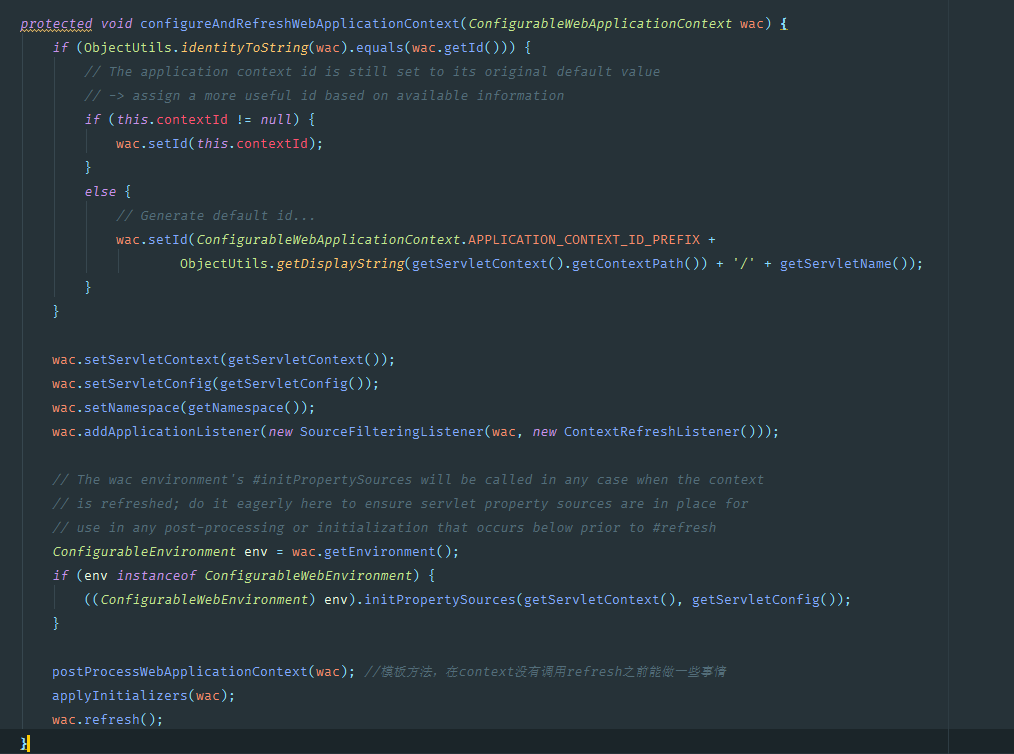 protected void configureAndRefreshWebApplicationContext(ConfigurableWebApplicationContext wac) {
if (ObjectUtils.identityToString(wac).equals(wac.getId())) {
// The application context id is still set to its original default value
// -> assign a more useful id based on available information
if (this.contextId != null) {
wac.setId(this.contextId);
}
else {
// Generate default id...
wac.setId(ConfigurableWebApplicationContext.APPLICATION_CONTEXT_ID_PREFIX +
ObjectUtils.getDisplayString(getServletContext().getContextPath()) + '/' + getServletName());
}
}
wac.setServletContext(getServletContext());
wac.setServletConfig(getServletConfig());
wac.setNamespace(getNamespace());
wac.addApplicationListener(new SourceFilteringListener(wac, new ContextRefreshListener()));
// The wac environment's #initPropertySources will be called in any case when the context
// is refreshed; do it eagerly here to ensure servlet property sources are in place for
// use in any post-processing or initialization that occurs below prior to #refresh
ConfigurableEnvironment env = wac.getEnvironment();
if (env instanceof ConfigurableWebEnvironment) {
((ConfigurableWebEnvironment) env).initPropertySources(getServletContext(), getServletConfig());
}
postProcessWebApplicationContext(wac); //模板方法，在context没有调用refresh之前能做一些事情
applyInitializers(wac);
wac.refresh();
}